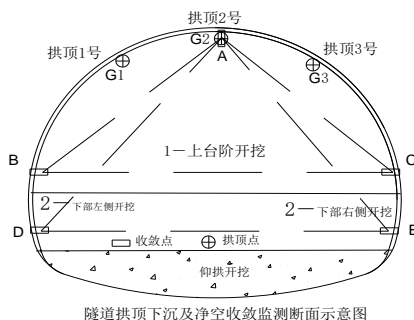 拱顶2号
拱顶1号
G2
拱顶3号
G1
A
G3
B
1－上台阶开挖
C
2－下部左侧开挖
2－下部右侧开挖
D
收敛点
拱顶点
E
仰拱开挖
隧道拱顶下沉及净空收敛监测断面示意图